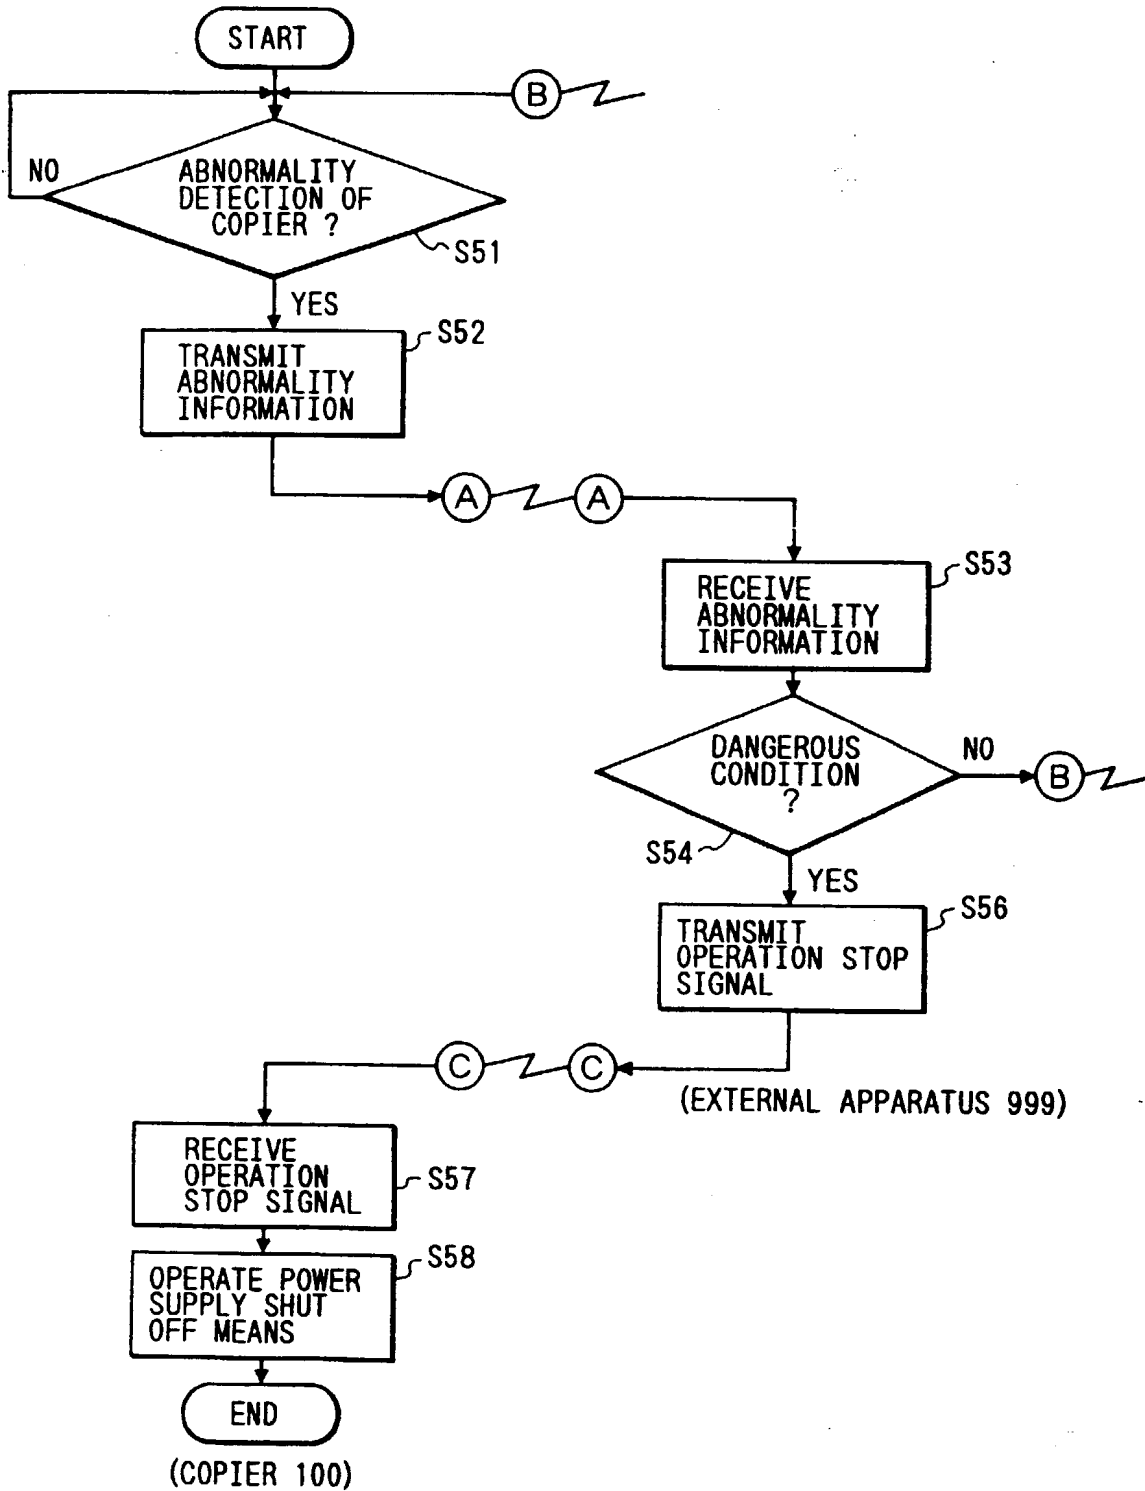 START
B
NO
ABNORMALITY
DETECTION OF
COPIER ?
S51
YES
S52
TRANSMIT
ABNORMALITY
INFORMATION
A
A
S53
RECEIVE
ABNORMALITY
INFORMATION
DANGEROUS
CONDITION
?
NO
B
S54
YES
S56
TRANSMIT
OPERATION STOP
SIGNAL
C
C
(EXTERNAL APPARATUS 999)
RECEIVE
OPERATION
STOP SIGNAL
S57
S58
OPERATE POWER
SUPPLY SHUT
OFF MEANS
END
(COPIER 100)